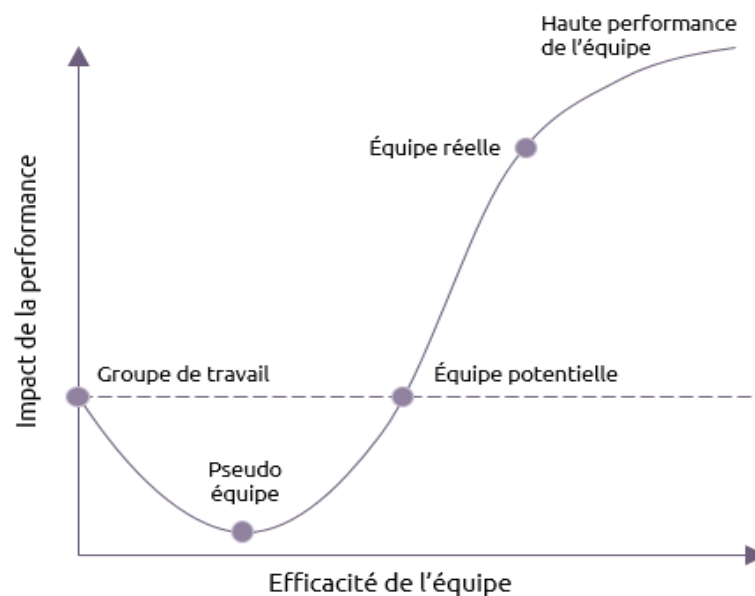 Haute performance
de l'équipe
Équipe réelle
Impact de la performance
Groupe de travail
Équipe potentielle
Pseudo
équipe
Efficacité de l'équipe